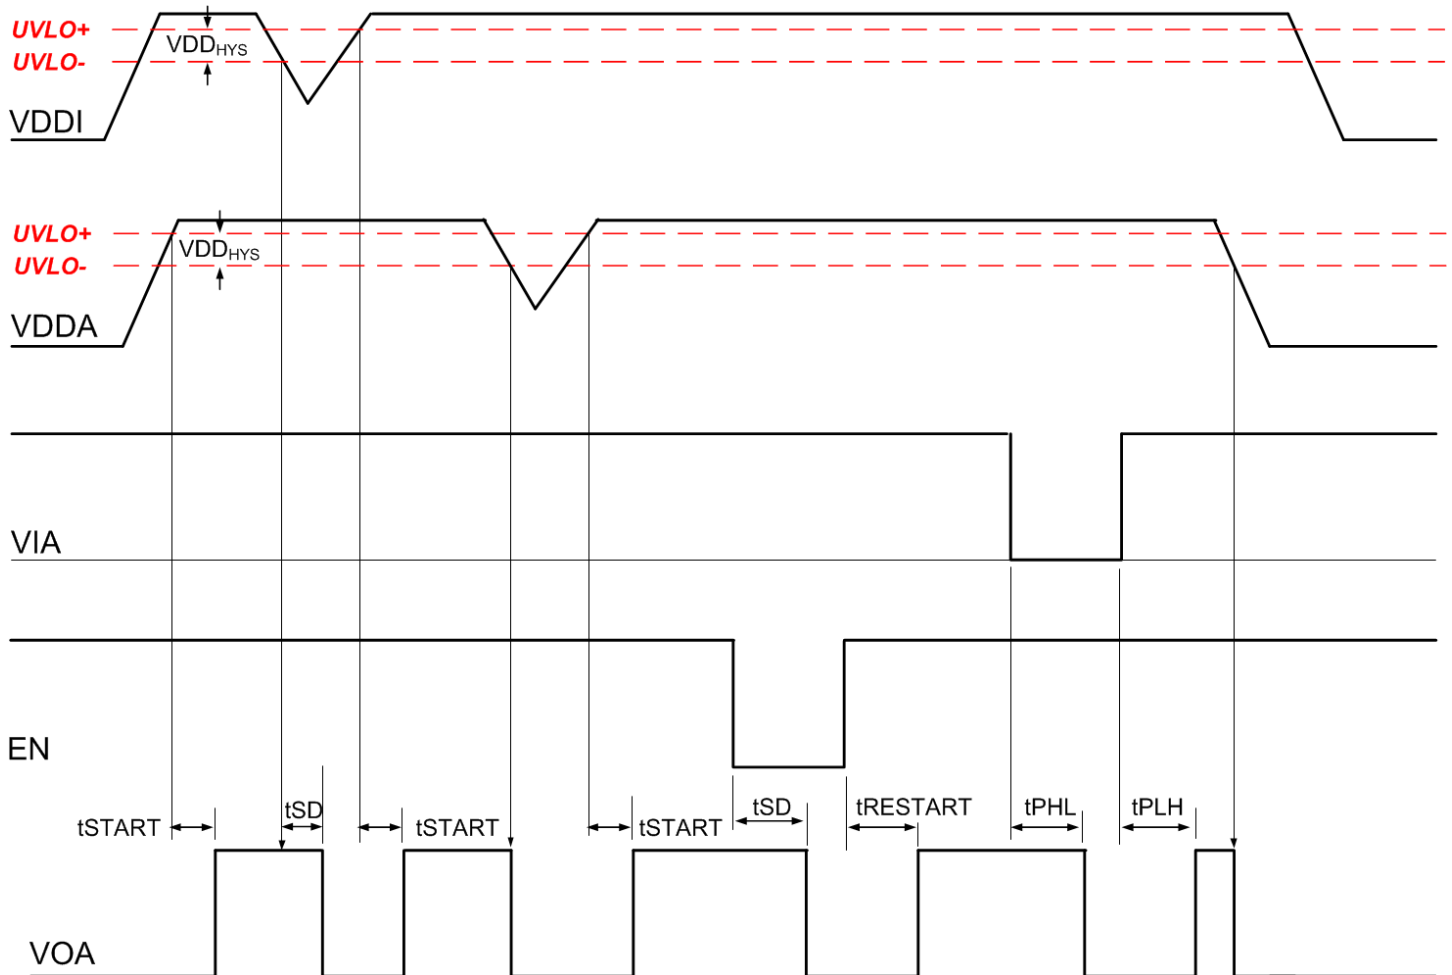 UVLO+
VDDHYS
UVLO-
VDDI
UVLO+
VDDHYS
UVLO-
VDDA
VIA
EN
tSTART
tSD
tSTART
tSTART
tSD
tRESTART
tPHL
tPLH
VOA